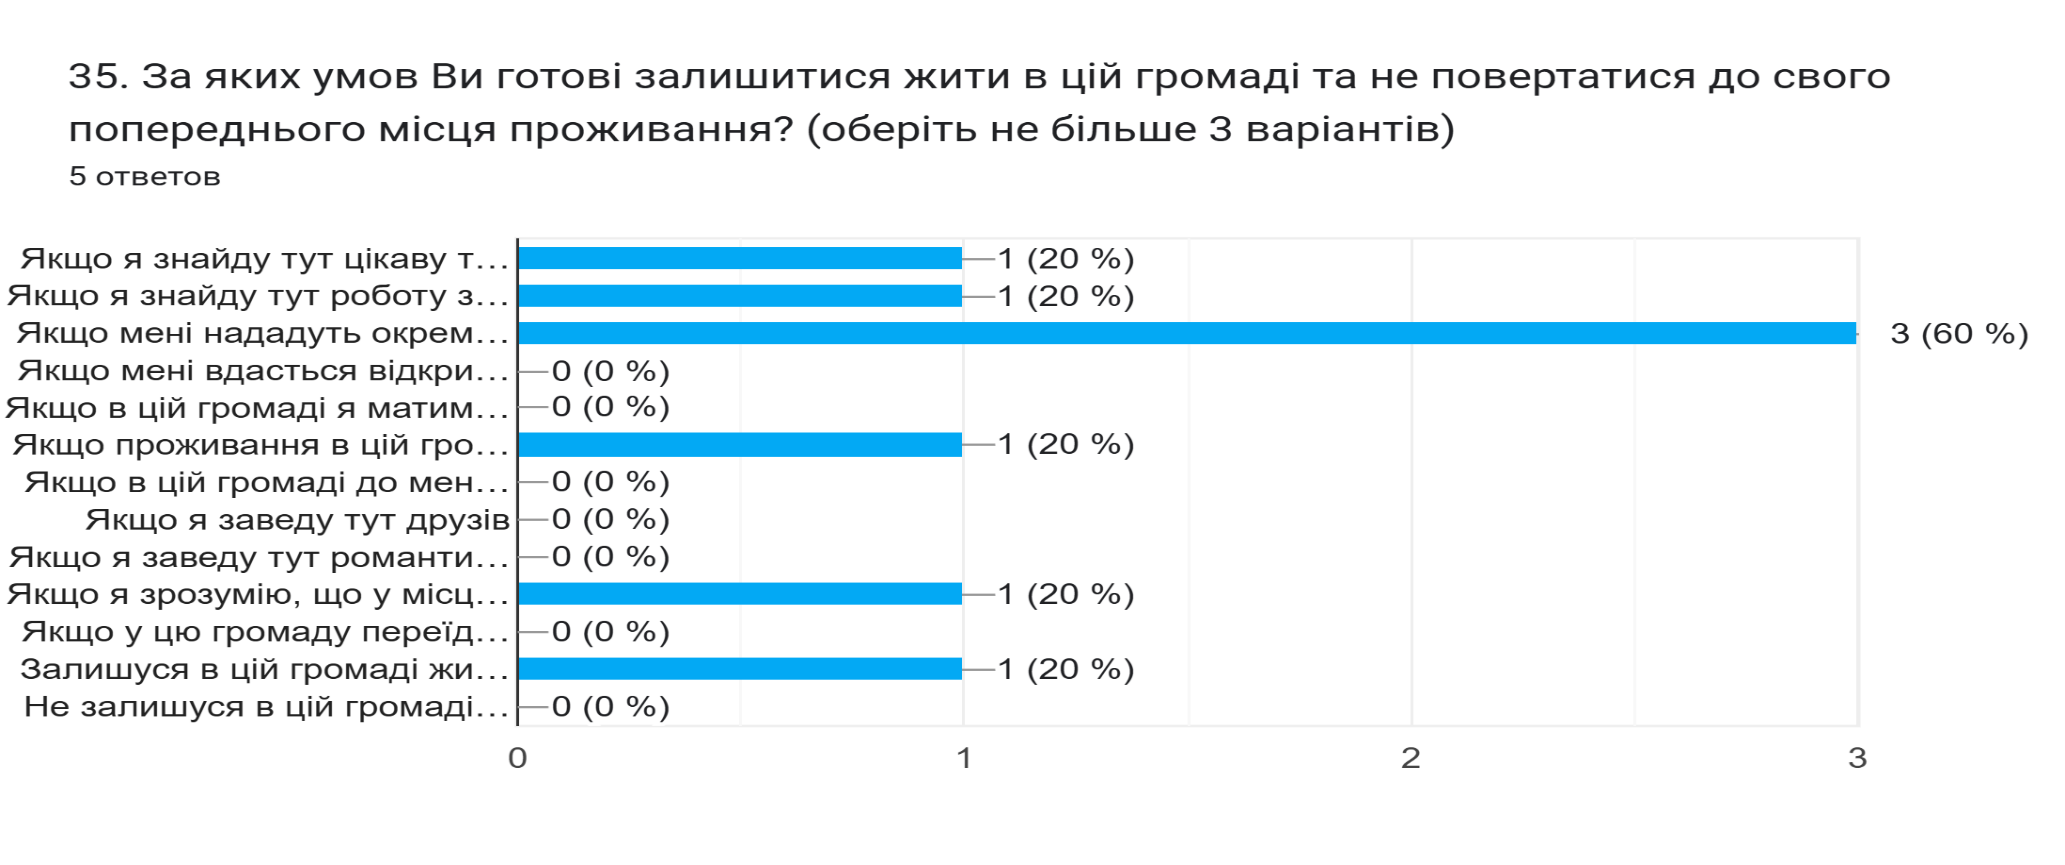 35. За яких умов Ви готові залишитися жити в цій громаді та не повертатися до свого
попереднього місця проживання? (оберіть не більше 3 варіантів)
5 ответов
Якщо я знайду тут цікаву т… 1 (20 %)
Якщо я знайду тут роботу з… 1 (20 %)
Якщо мені нададуть окрем… 3 (60 %)
Якщо мені вдасться відкри… 0 (0 %)
Якщо в цій громаді я матим… 0 (0 %)
Якщо проживання в цій гро… 1 (20 %)
Якщо в цій громаді до мен… 0 (0 %)
Якщо я заведу тут друзів 0 (0 %)
Якщо я заведу тут романти… 0 (0 %)
Якщо я зрозумію, що у місц… 1 (20 %)
Якщо у цю громаду переїд… 0 (0 %)
Залишуся в цій громаді жи… 1 (20 %)
Не залишуся в цій громаді… 0 (0 %)
0 1 2 3